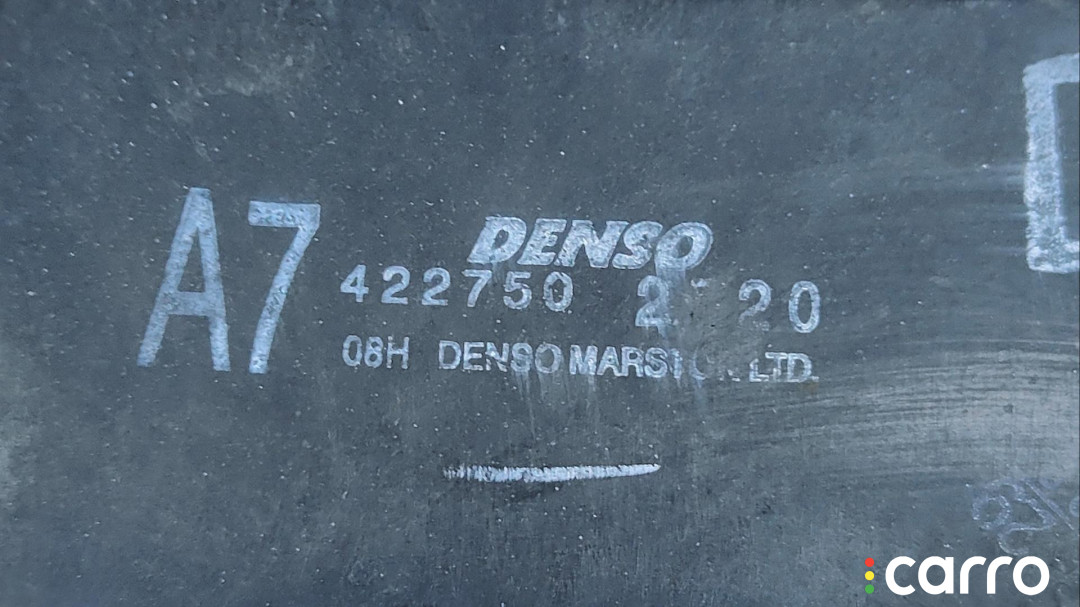 A7
DENSO
422750
08H DENSO LTD.
carro